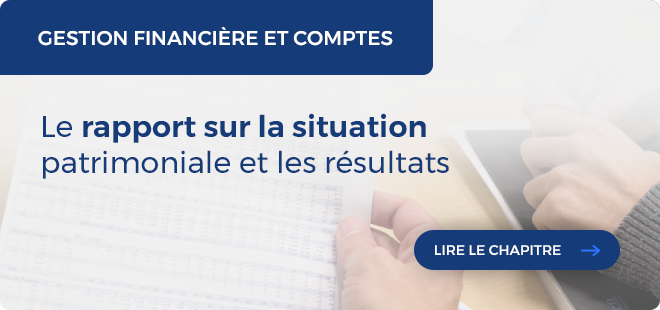 GESTION FINANCIÈRE ET COMPTES
Le rapport sur la situation
patrimoniale et les résultats
LIRE LE CHAPITRE